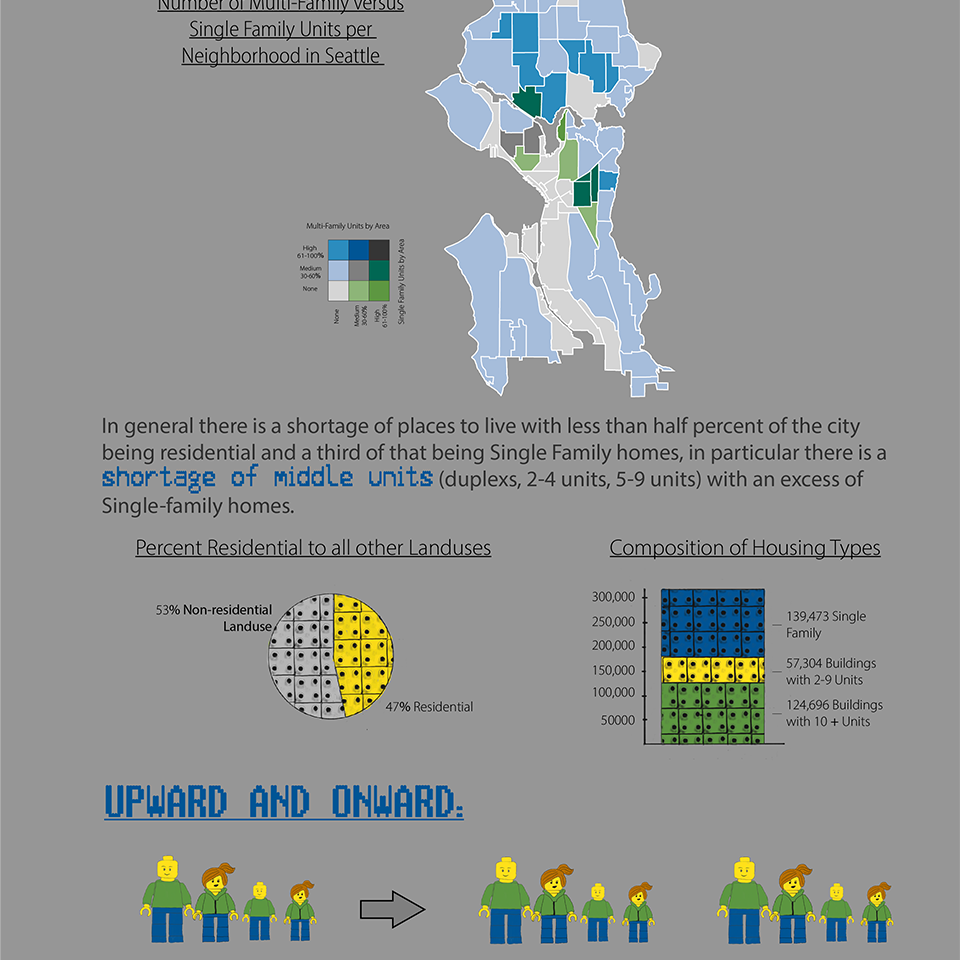 Number of Multi-Family versus
Single Family Units per
Neighborhood in Seattle
Multi-Family Units by Area
High
61-100%
Medium
30-60%
None
None
Medium
30-60%
High
61-100%
Single Family Units by Area
In general there is a shortage of places to live with less than half percent of the city
being residential and a third of that being Single Family homes, in particular there is a
shortage of middle units (duplexs, 2-4 units, 5-9 units) with an excess of
Single-family homes.
Percent Residential to all other Landuses
53% Non-residential
Landuse
47% Residential
Composition of Housing Types
300,000
250,000
200,000
150,000
100,000
50000
139,473 Single
Family
57,304 Buildings
with 2-9 Units
124,696 Buildings
with 10 + Units
UPWARD AND ONWARD: